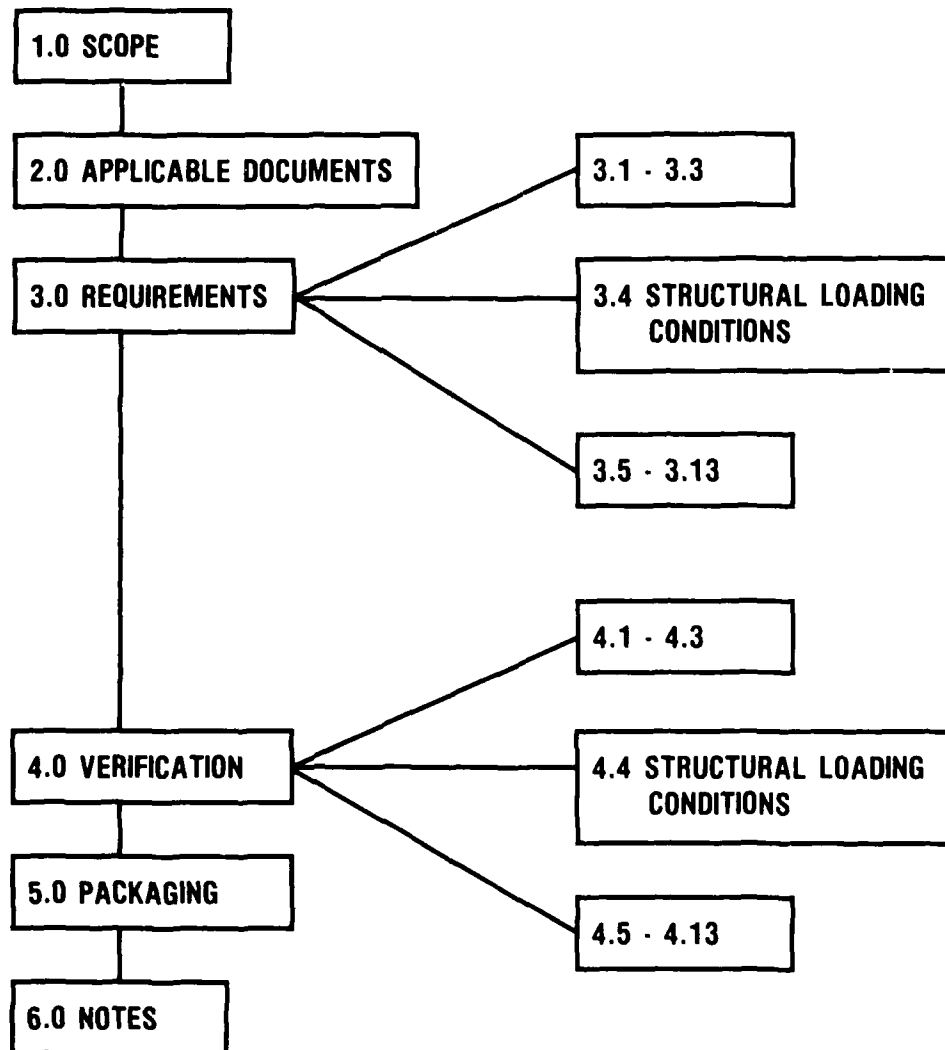 1.0 SCOPE
2.0 APPLICABLE DOCUMENTS
3.0 REQUIREMENTS
3.1 - 3.3
3.4 STRUCTURAL LOADING
CONDITIONS
3.5 - 3.13
4.0 VERIFICATION
4.1 - 4.3
4.4 STRUCTURAL LOADING
CONDITIONS
4.5 - 4.13
5.0 PACKAGING
6.0 NOTES